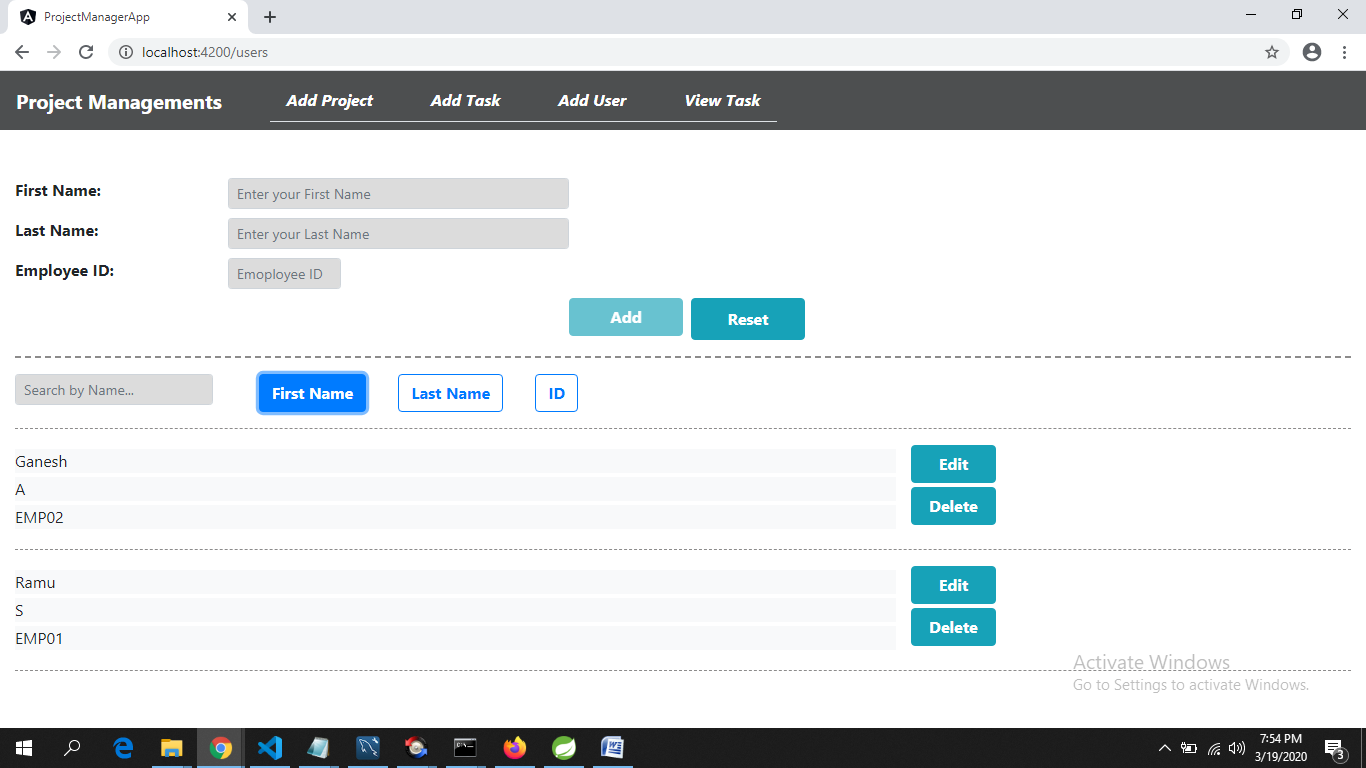 ProjectManagerApp
localhost:4200/users
Project Managements Add Project Add Task Add User View Task
First Name: Enter your First Name
Last Name: Enter your Last Name
Employee ID: Emoployee ID
Add Reset
Search by Name... First Name Last Name ID
Ganesh
A
EMP02
Edit
Delete
Ramu
S
EMP01
Edit
Delete
Activate Windows
Go to Settings to activate Windows.
7:54 PM
3/19/2020
3